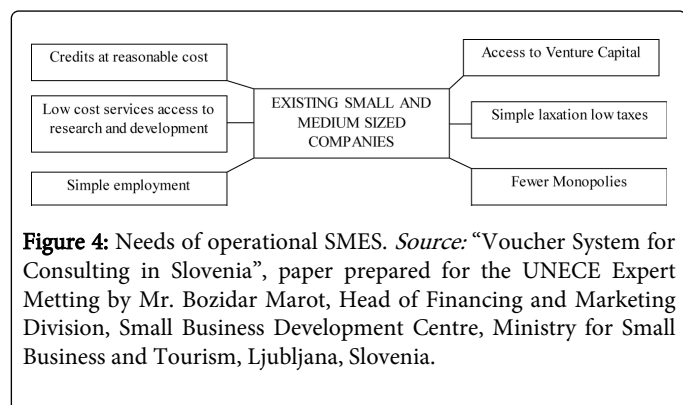 Credits at reasonable cost
Low cost services access to
research and development
Simple employment
EXISTING SMALL AND
MEDIUM SIZED
COMPANIES
Access to Venture Capital
Simple laxation low taxes
Fewer Monopolies
Figure 4: Needs of operational SMES. Source: “Voucher System for
Consulting in Slovenia”, paper prepared for the UNECE Expert
Metting by Mr. Bozidar Marot, Head of Financing and Marketing
Division, Small Business Development Centre, Ministry for Small
Business and Tourism, Ljubljana, Slovenia.